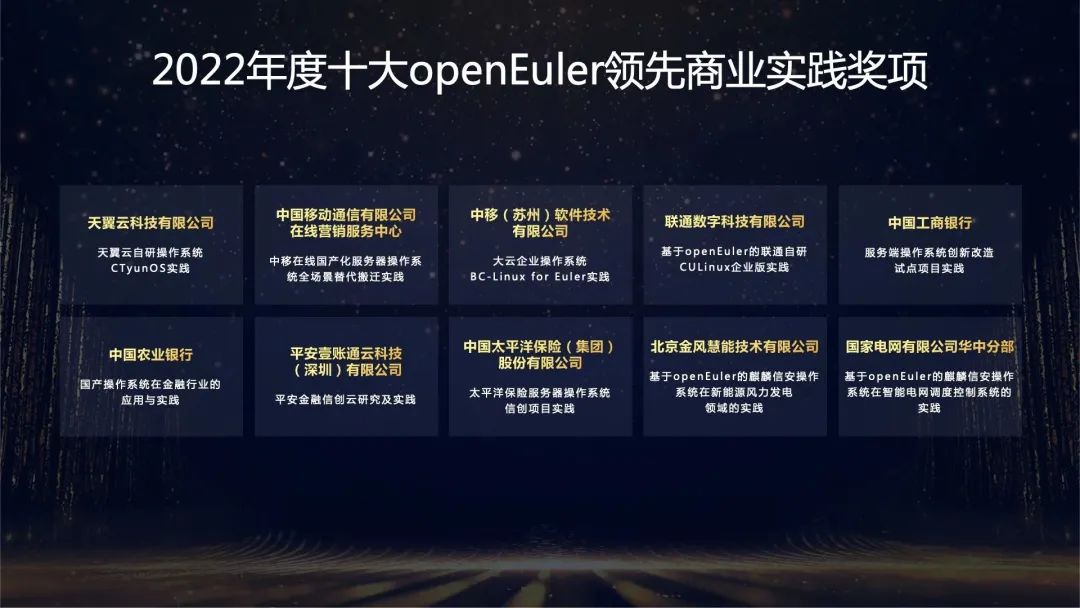 2022年度十大openEuler领先商业实践奖项
天翼云科技有限公司
天翼云自研操作系统
CTyunOS实践
中国移动通信有限公司
在线营销服务中心
中移在线国产化服务器操作系
统全场景替代搬迁实践
中移（苏州）软件技术
有限公司
大云企业操作系统
BC-Linux for Euler实践
联通数字科技有限公司
基于openEuler的联通自研
CULinux企业版实践
中国工商银行
服务端操作系统创新改造
试点项目实践
中国农业银行
国产操作系统在金融行业的
应用与实践
平安壹账通云科技
（深圳）有限公司
平安金融信创云研究及实践
中国太平洋保险（集团）
股份有限公司
太平洋保险服务器操作系统
信创项目实践
北京金风慧能技术有限公司
基于openEuler的麒麟信安操作
系统在新能源风力发电
领域的实践
国家电网有限公司华中分部
基于openEuler的麒麟信安操作
系统在智能电网调度控制系统的
实践